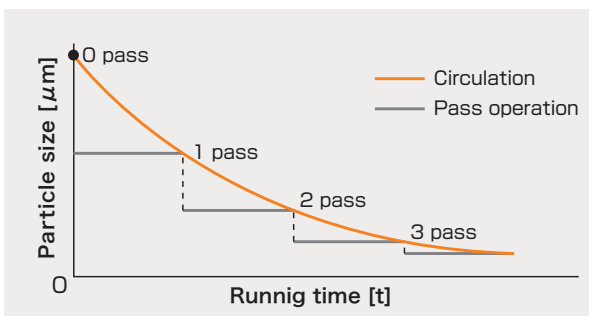 0 pass
Circulation
Pass operation
1 pass
2 pass
3 pass
Particle size [μm]
0
Runnig time [t]